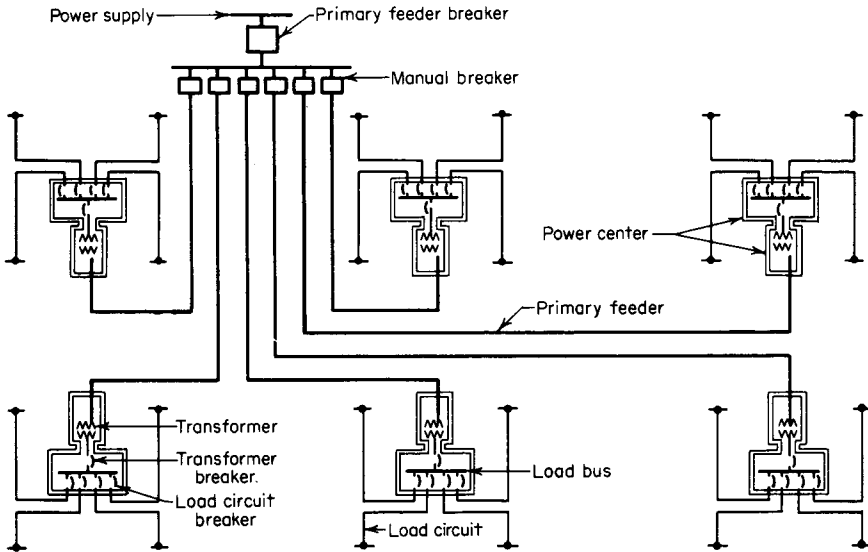 Power supply
Primary feeder breaker
Manual breaker
Power center
Primary feeder
Transformer
Transformer
breaker.
Load circuit
breaker
Load bus
Load circuit